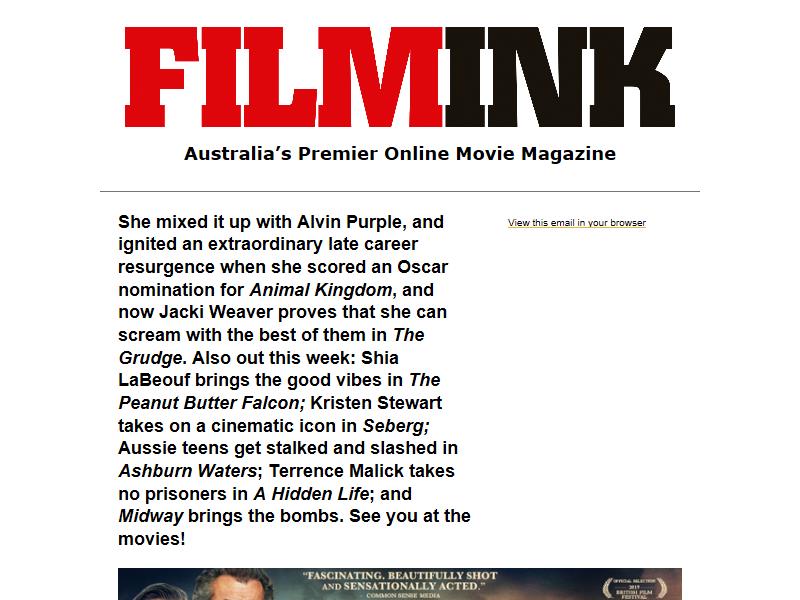 FILMINK
Australia's Premier Online Movie Magazine
She mixed it up with Alvin Purple, and
ignited an extraordinary late career
resurgence when she scored an Oscar
nomination for Animal Kingdom, and
now Jacki Weaver proves that she can
scream with the best of them in The
Grudge. Also out this week: Shia
LaBeouf brings the good vibes in The
Peanut Butter Falcon; Kristen Stewart
takes on a cinematic icon in Seberg;
Aussie teens get stalked and slashed in
Ashburn Waters; Terrence Malick takes
no prisoners in A Hidden Life; and
Midway brings the bombs. See you at the
movies!
View this email in your browser
"FASCINATING. BEAUTIFULLY SHOT
AND SENSATIONALLY ACTED."
COMMON SENSE MEDIA
OFFICIAL SELECTION
2019
BRITISH FILM
FESTIVAL